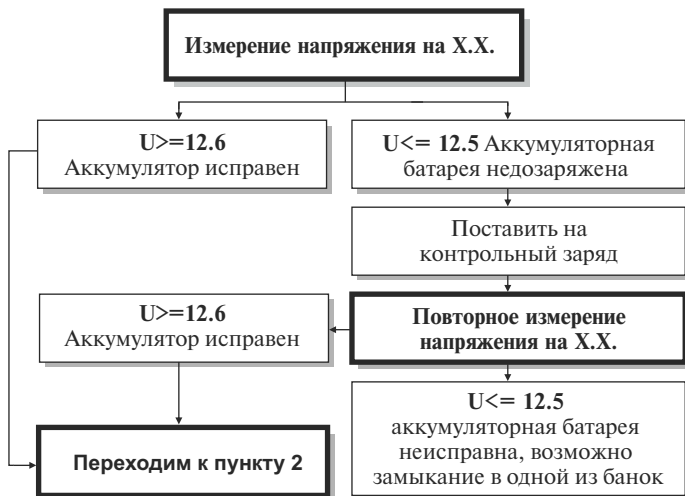 Измерение напряжения на Х.Х.
U>=12.6
Аккумулятор исправен
U<= 12.5 Аккумуляторная
батарея недозаряжена
Поставить на
контрольный заряд
U>=12.6
Аккумулятор исправен
Повторное измерение
напряжения на Х.Х.
Переходим к пункту 2
U<= 12.5
аккумуляторная батарея
неисправна, возможно
замыкание в одной из банок